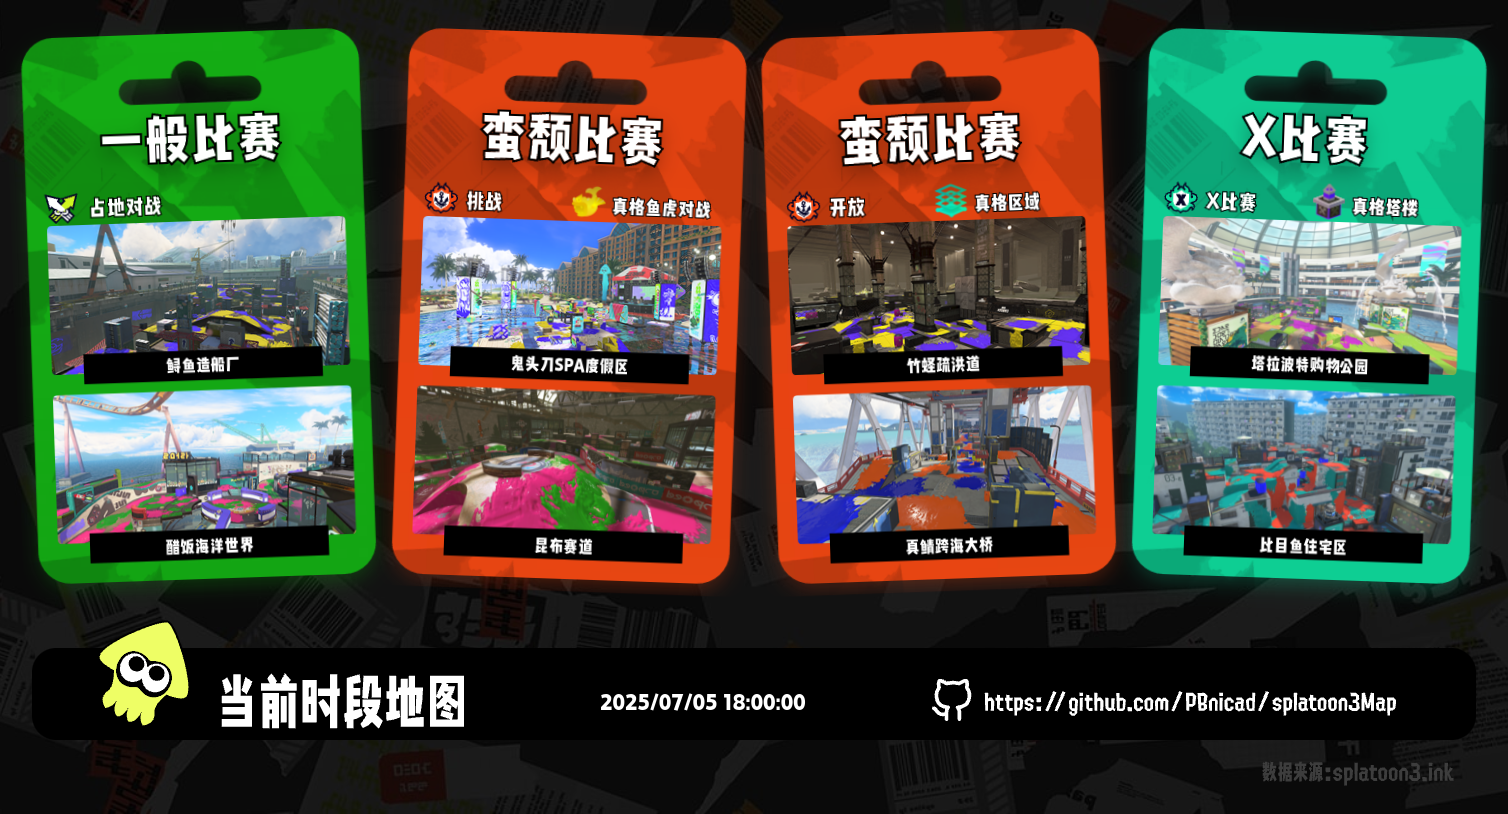 一般比赛
占地对战
鲟鱼造船厂
醋饭海洋世界
蛮颓比赛
挑战
真格鱼虎对战
鬼头刀SPA度假区
昆布赛道
蛮颓比赛
开放
真格区域
竹蛏疏洪道
真鲷跨海大桥
X比赛
X比赛
真格塔楼
塔拉波特购物公园
比目鱼住宅区
当前时段地图
2025/07/05 18:00:00
https://github.com/PBnicad/splatoon3Map
数据来源:splatoon3.ink